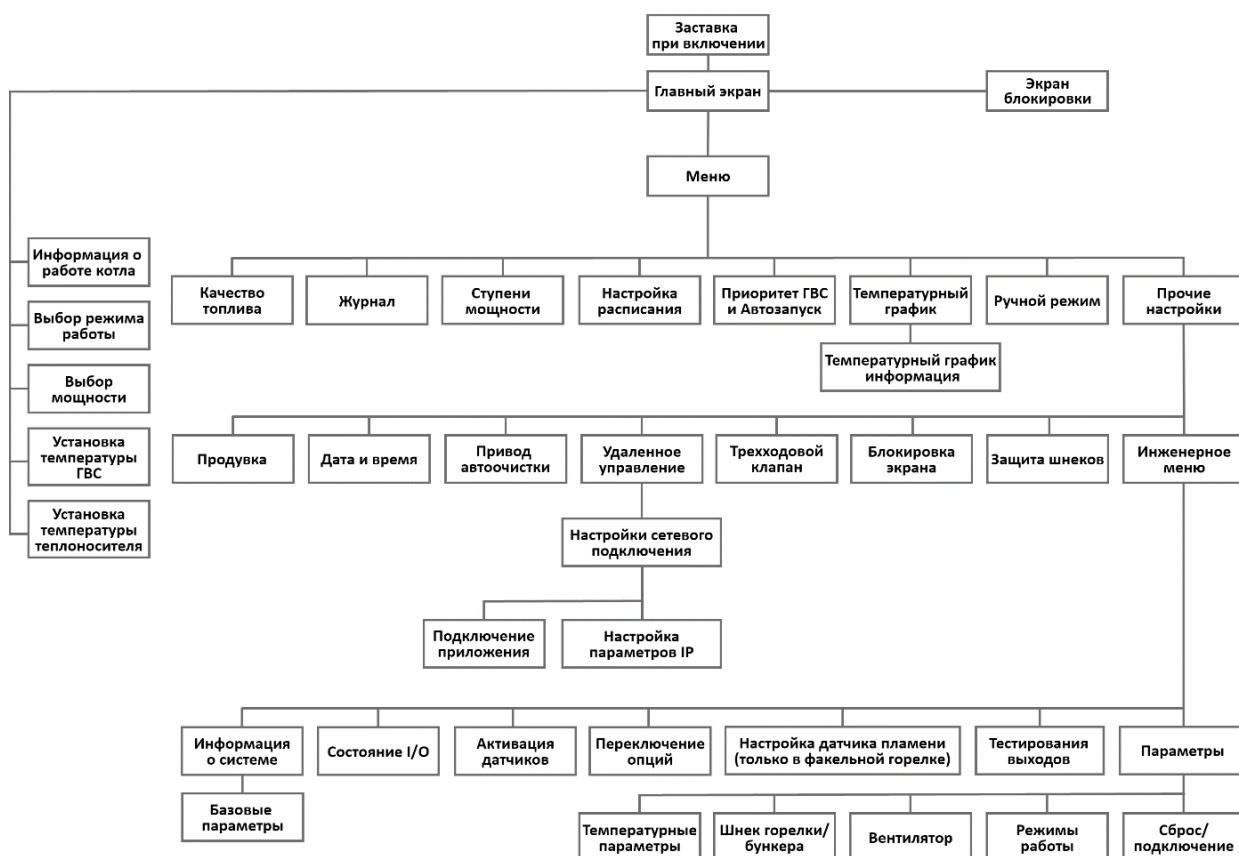 Заставка
при включении
Главный экран
Экран
блокировки
Меню
Информация о
работе котла
Выбор режима
работы
Выбор
мощности
Установка
температуры
ГВС
Установка
температуры
теплоносителя
Качество
топлива
Журнал
Ступени
мощности
Настройка
расписания
Приоритет ГВС
и Автозапуск
Температурный
график
Ручной режим
Прочие
настройки
Температурный график
информация
Продувка
Дата и время
Привод
автоочистки
Удаленное
управление
Трехходовой
клапан
Блокировка
экрана
Защита шнеков
Инженерное
меню
Настройки сетевого
подключения
Подключение
приложения
Настройка
параметров IP
Информация
о системе
Состояние I/O
Активация
датчиков
Переключение
опций
Настройка датчика пламени
(только в факельной горелке)
Тестирования
выходов
Параметры
Базовые
параметры
Температурные
параметры
Шнек горелки/
бункера
Вентилятор
Режимы
работы
Сброс/
подключение